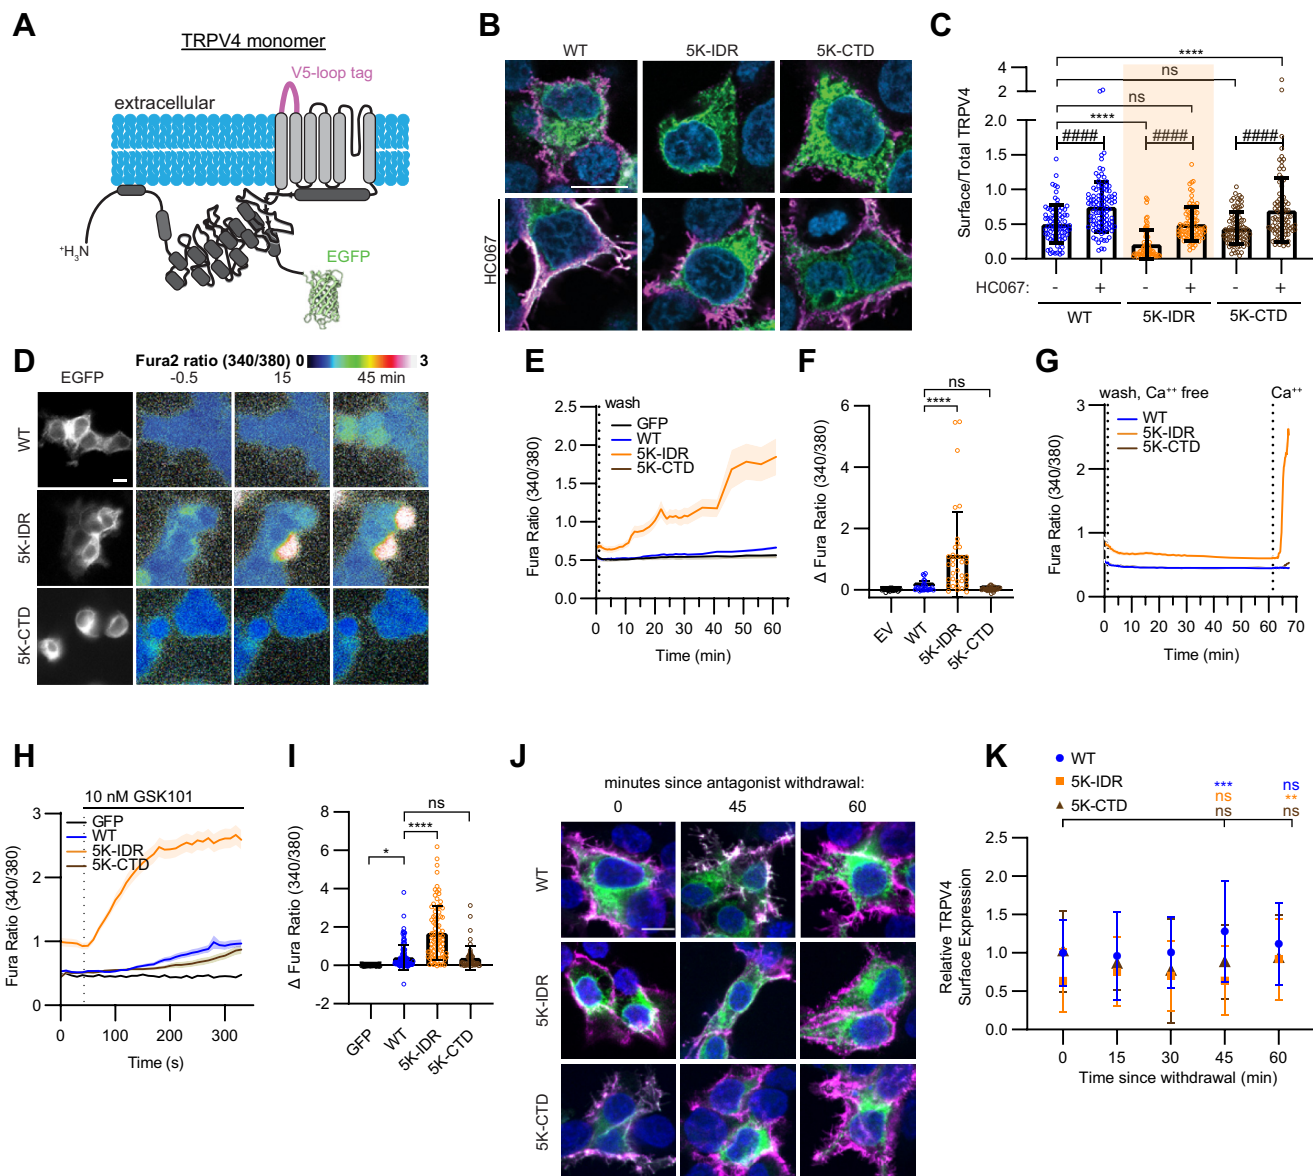 A
TRPV4 monomer
V5-loop tag
extracellular
+H3N
EGFP
B
WT
5K-IDR
5K-CTD
HC067
C
Surface/Total TRPV4
4
2
2.0
1.5
1.0
0.5
0.0
****
ns
ns
****
####
####
####
HC067:
-
+
-
+
-
+
WT
5K-IDR
5K-CTD
D
Fura2 ratio (340/380) 0 3
EGFP
-0.5
15
45 min
WT
5K-IDR
5K-CTD
E
wash
GFP
WT
5K-IDR
5K-CTD
Fura Ratio (340/380)
2.5
2.0
1.5
1.0
0.5
0.0
0 10 20 30 40 50 60
Time (min)
F
ns
****
Δ Fura Ratio (340/380)
6
4
2
0
EV
WT
5K-IDR
5K-CTD
G
wash, Ca++ free
Ca++
WT
5K-IDR
5K-CTD
Fura Ratio (340/380)
3
2
1
0
0 10 20 30 40 50 60 70
Time (min)
H
10 nM GSK101
GFP
WT
5K-IDR
5K-CTD
Fura Ratio (340/380)
3
2
1
0
0 100 200 300
Time (s)
I
ns
****
*
Δ Fura Ratio (340/380)
8
6
4
2
0
-2
GFP
WT
5K-IDR
5K-CTD
J
minutes since antagonist withdrawal:
0
45
60
WT
5K-IDR
5K-CTD
K
WT
5K-IDR
5K-CTD
***
ns
ns
ns
**
ns
Relative TRPV4
Surface Expression
2.5
2.0
1.5
1.0
0.5
0.0
0 15 30 45 60
Time since withdrawal (min)